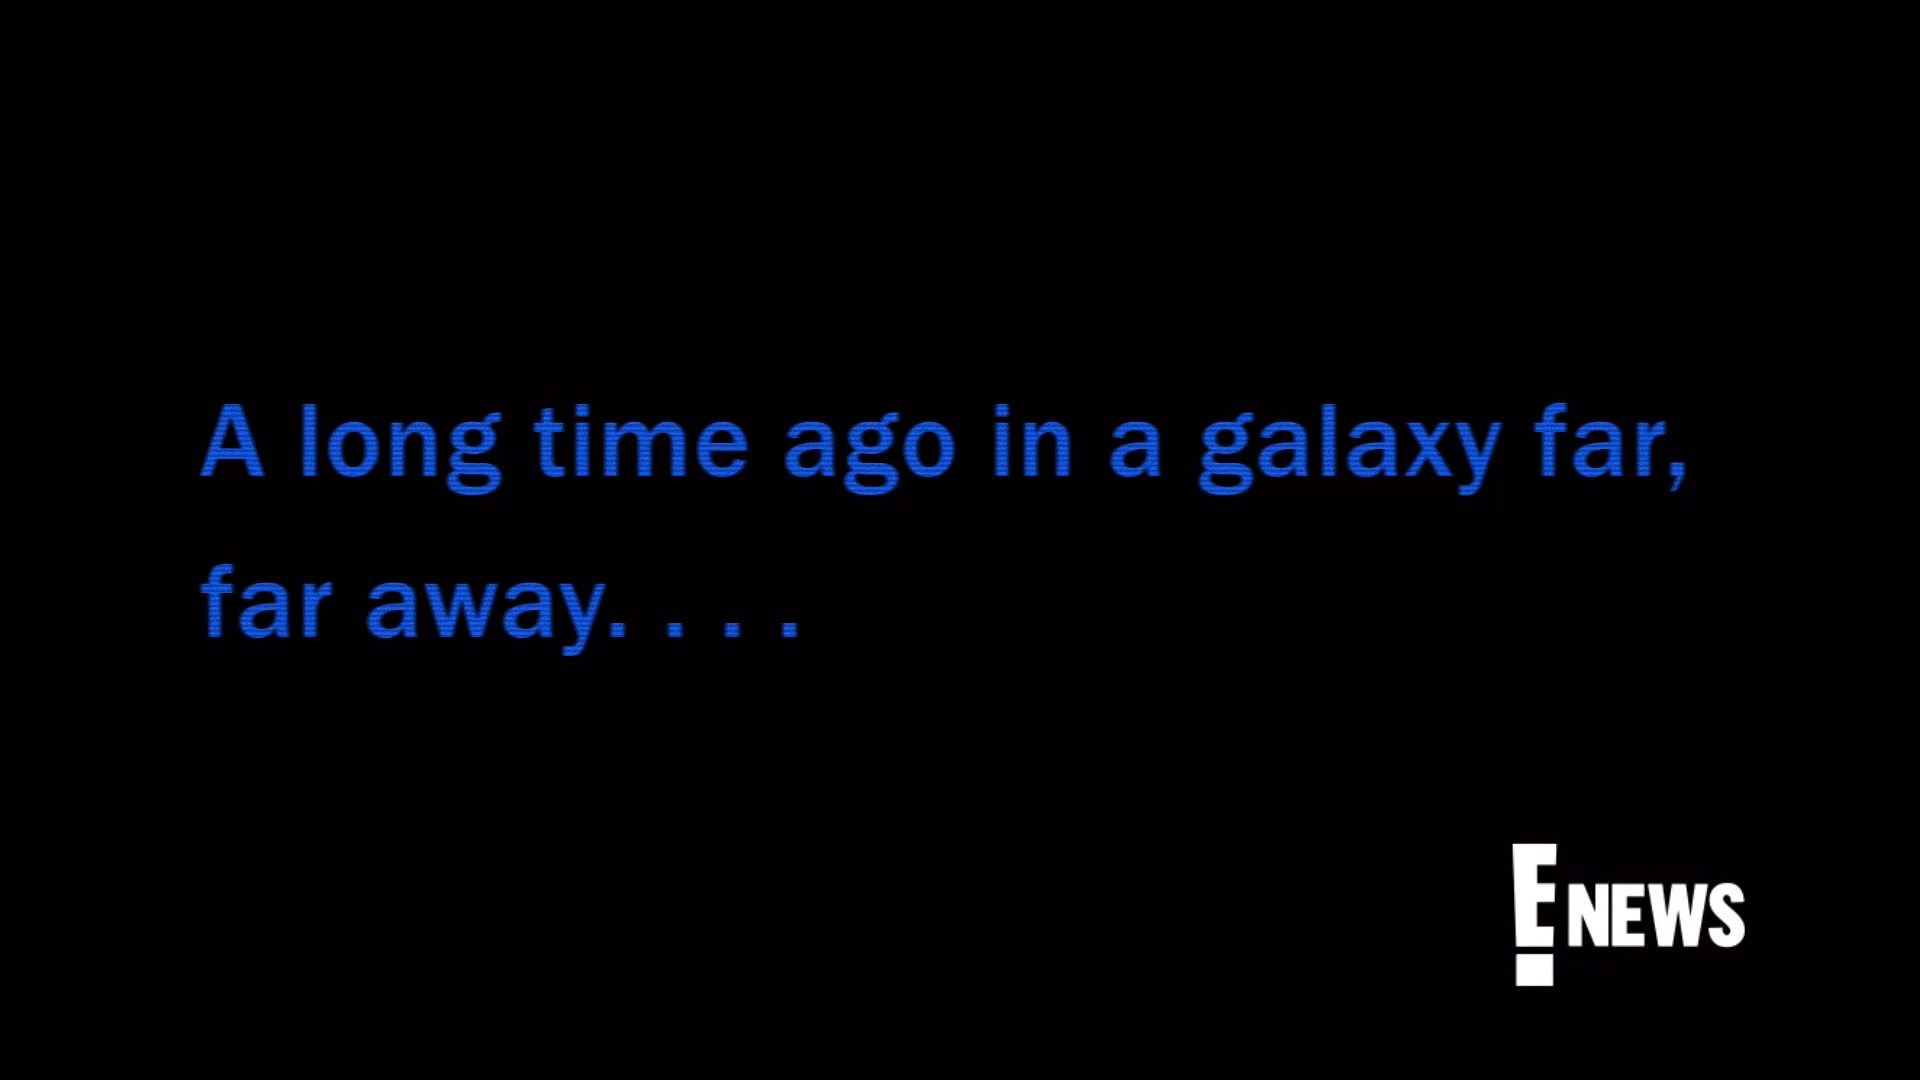 A long time ago in a galaxy far,
far away. . . .
E! NEWS